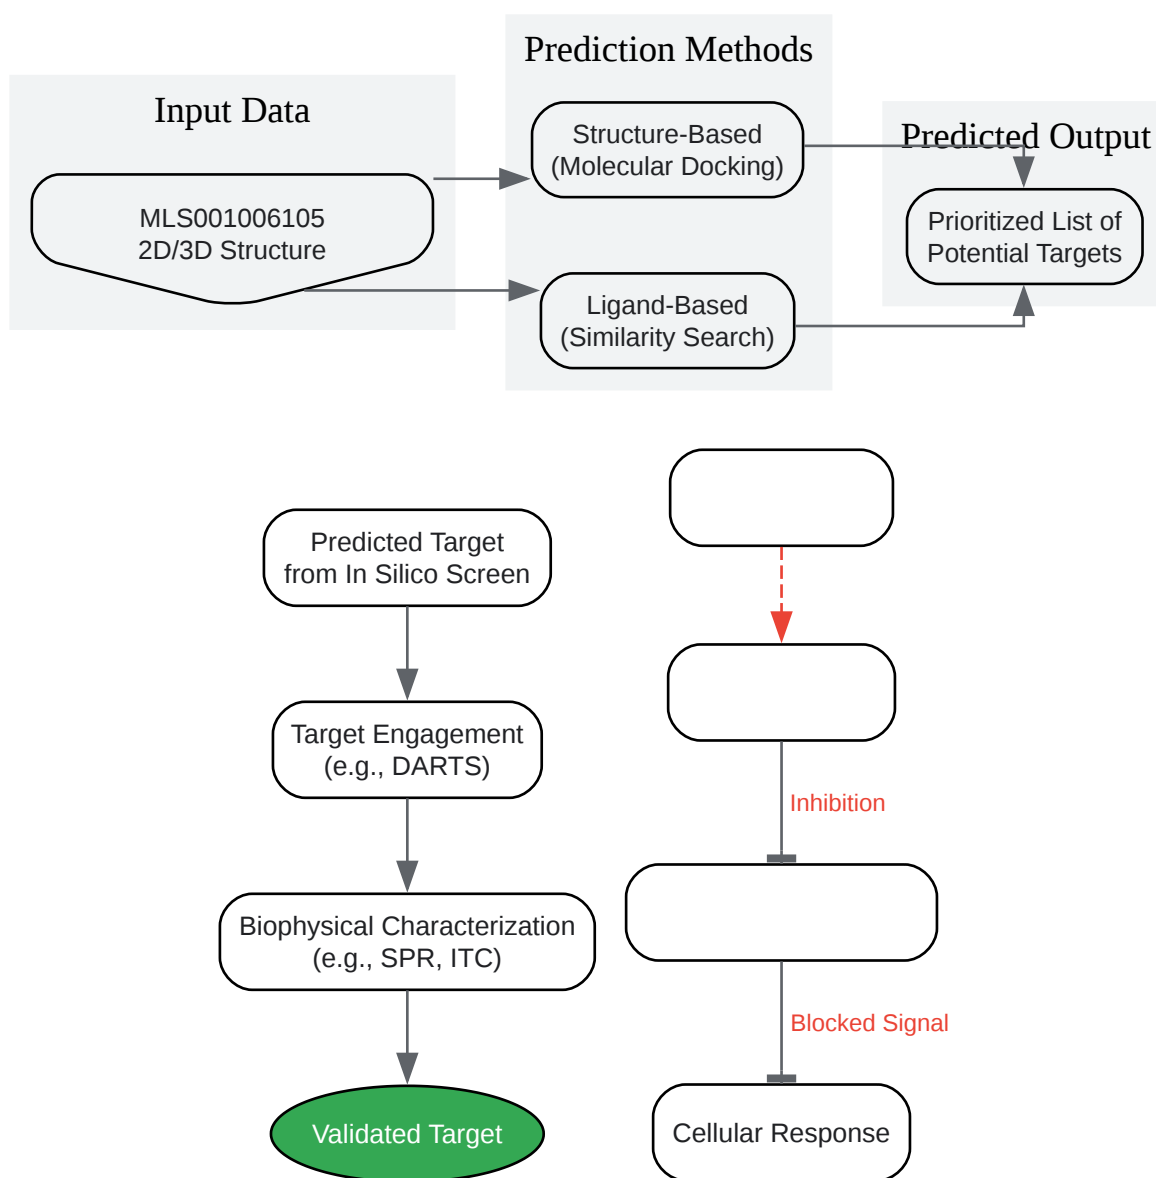 Input Data
MLS001006105
2D/3D Structure
Prediction Methods
Structure-Based
(Molecular Docking)
Ligand-Based
(Similarity Search)
Predicted Output
Prioritized List of
Potential Targets
Predicted Target
from In Silico Screen
Target Engagement
(e.g., DARTS)
Biophysical Characterization
(e.g., SPR, ITC)
Validated Target
Inhibition
Blocked Signal
Cellular Response